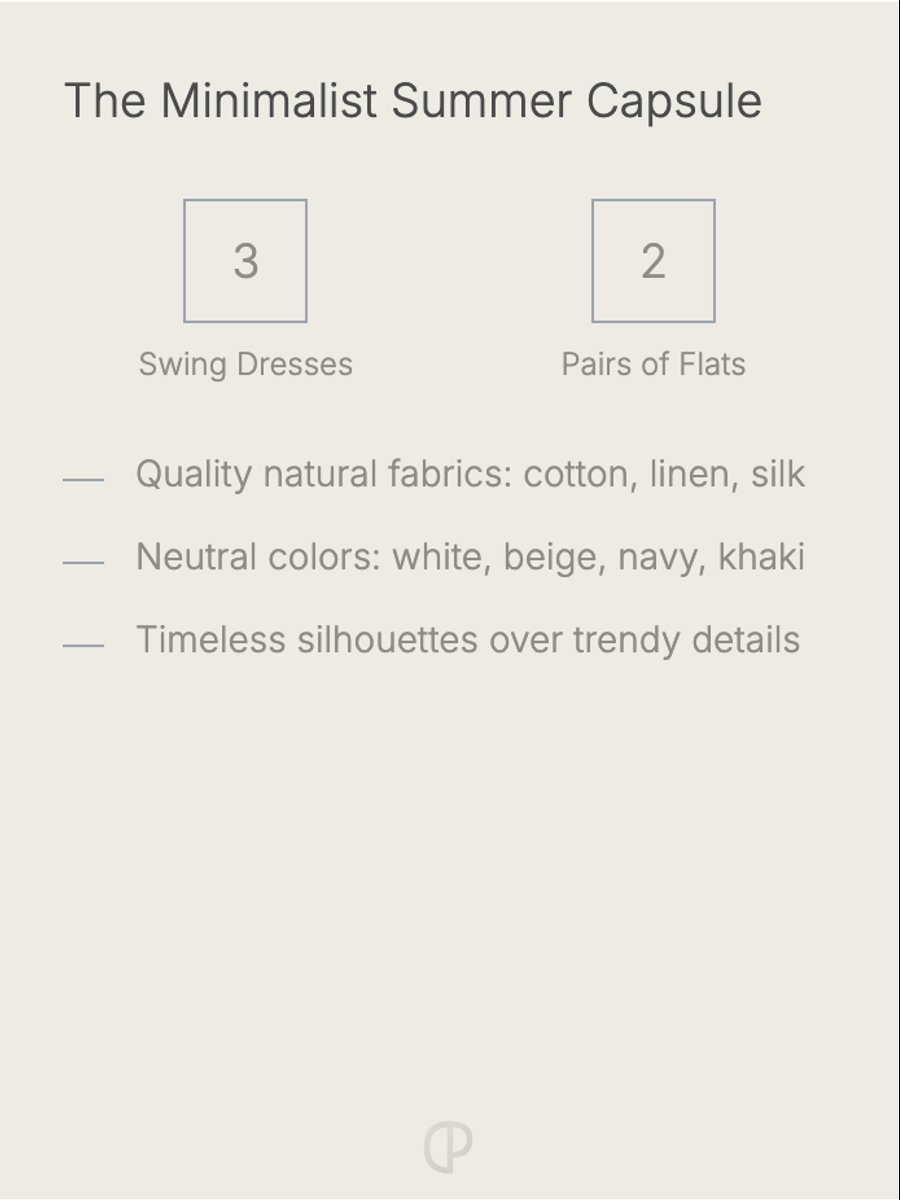 The Minimalist Summer Capsule
3
2
Swing Dresses
Pairs of Flats
Quality natural fabrics: cotton, linen, silk
Neutral colors: white, beige, navy, khaki
Timeless silhouettes over trendy details